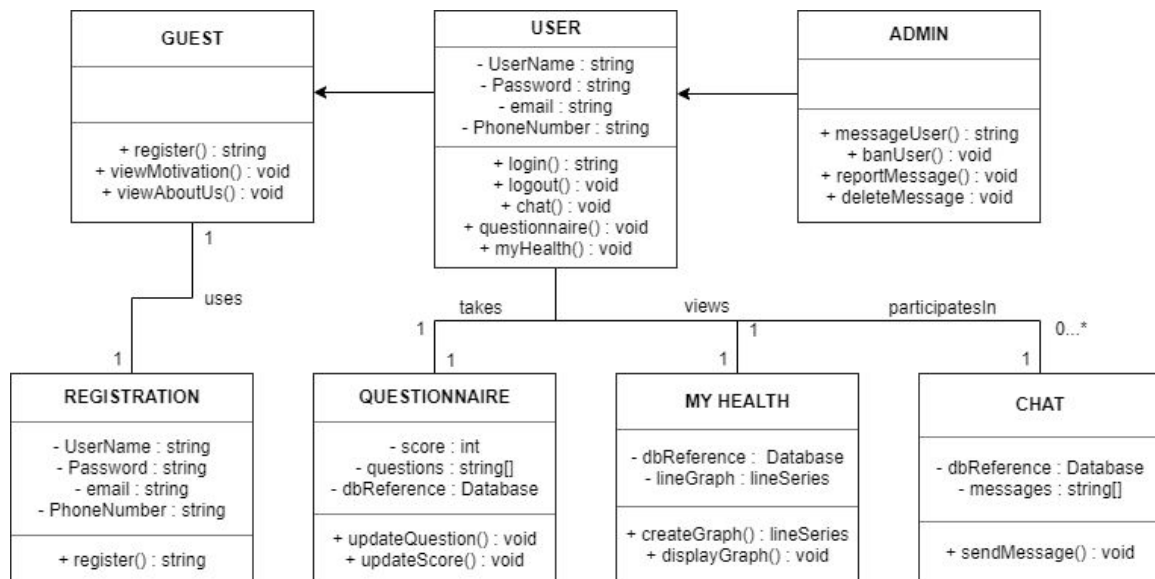 GUEST
+ register() : string
+ viewMotivation() : void
+ viewAboutUs() : void
USER
- UserName : string
- Password : string
- email : string
- PhoneNumber : string
+ login() : string
+ logout() : void
+ chat() : void
+ questionnaire() : void
+ myHealth() : void
ADMIN
+ messageUser() : string
+ banUser() : void
+ reportMessage() : void
+ deleteMessage : void
1
uses
1
takes
1
1
views
1
1
participatesIn
0...*
1
REGISTRATION
- UserName : string
- Password : string
- email : string
- PhoneNumber : string
+ register() : string
QUESTIONNAIRE
- score : int
- questions : string[]
- dbReference : Database
+ updateQuestion() : void
+ updateScore() : void
MY HEALTH
- dbReference : Database
- lineGraph : lineSeries
+ createGraph() : lineSeries
+ displayGraph() : void
CHAT
- dbReference : Database
- messages : string[]
+ sendMessage() : void